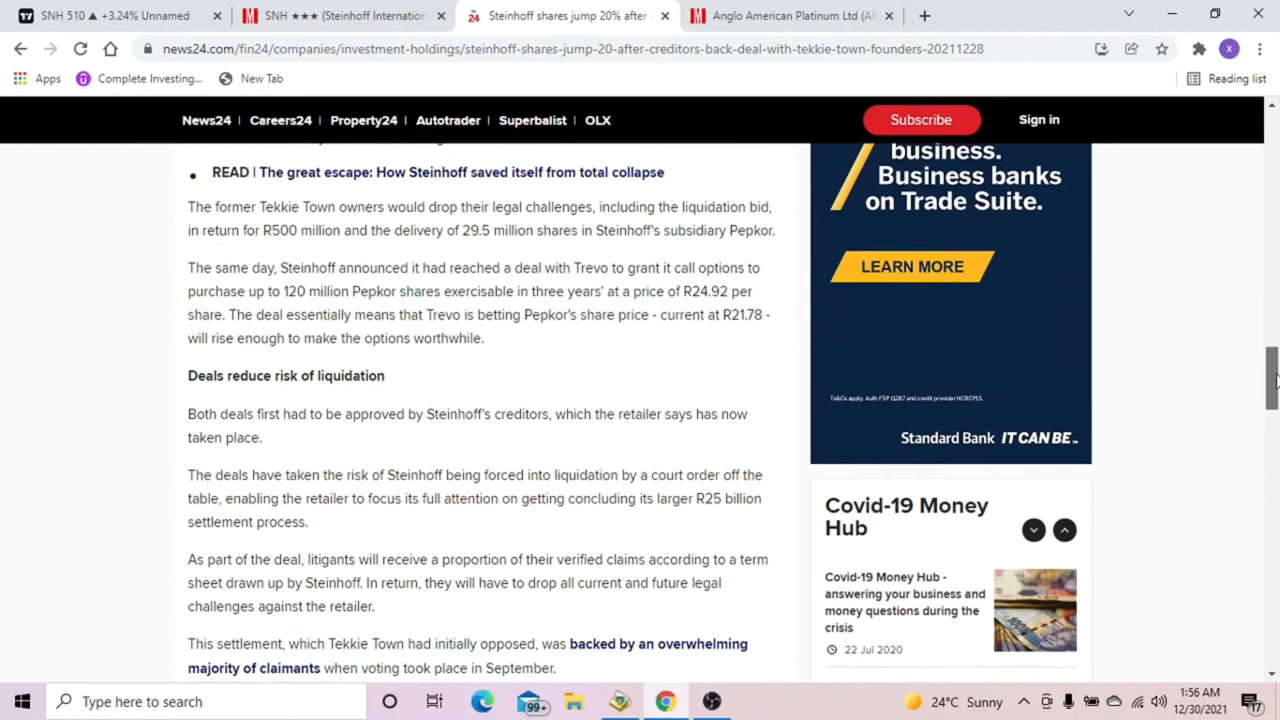 SNH 510 ▲ +3.24% Unnamed
SNH ★★★ (Steinhoff Internation
24
Steinhoff shares jump 20% after
Anglo American Platinum Ltd (A
news24.com/fin24/companies/investment-holdings/steinhoff-shares-jump-20-after-creditors-back-deal-with-tekkie-town-founders-20211228
X
Apps
Complete Investing...
New Tab
Reading list
News24 | Careers24 | Property24 | Autotrader | Superbalist | OLX
Subscribe
Sign in
• READ | The great escape: How Steinhoff saved itself from total collapse
The former Tekkie Town owners would drop their legal challenges, including the liquidation bid,
in return for R500 million and the delivery of 29.5 million shares in Steinhoff's subsidiary Pepkor.
The same day, Steinhoff announced it had reached a deal with Trevo to grant it call options to
purchase up to 120 million Pepkor shares exercisable in three years' at a price of R24.92 per
share. The deal essentially means that Trevo is betting Pepkor's share price - current at R21.78 -
will rise enough to make the options worthwhile.
Deals reduce risk of liquidation
Both deals first had to be approved by Steinhoff's creditors, which the retailer says has now
taken place.
The deals have taken the risk of Steinhoff being forced into liquidation by a court order off the
table, enabling the retailer to focus its full attention on getting concluding its larger R25 billion
settlement process.
As part of the deal, litigants will receive a proportion of their verified claims according to a term
sheet drawn up by Steinhoff. In return, they will have to drop all current and future legal
challenges against the retailer.
This settlement, which Tekkie Town had initially opposed, was backed by an overwhelming
majority of claimants when voting took place in September.
business.
Business banks
on Trade Suite.
LEARN MORE
Ts&Cs apply. Auth FSP 11287 and credit provider NCRCP15.
Standard Bank IT CAN BE™
Covid-19 Money
Hub
Covid-19 Money Hub -
answering your business and
money questions during the
crisis
22 Jul 2020
Type here to search
99+
24°C Sunny
1:56 AM
12/30/2021
17